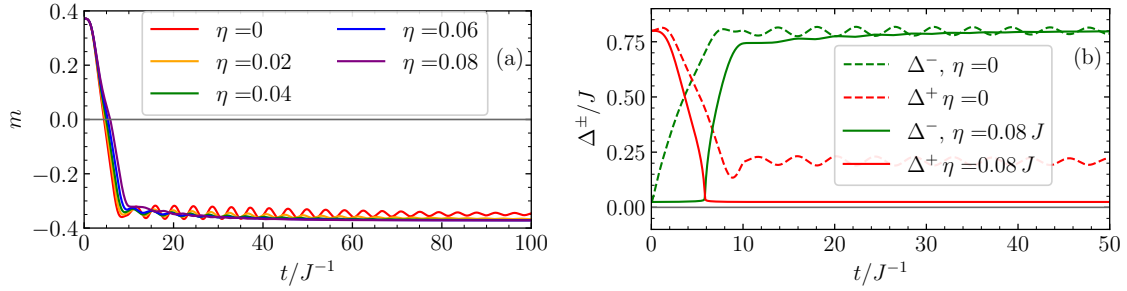 η =0
η =0.02
η =0.04
η =0.06
η =0.08
(a)
0.4
0.2
0.0
−0.2
−0.4
m
0
20
40
60
80
100
t/J⁻¹
(b)
Δ⁻, η =0
Δ⁺ η =0
Δ⁻, η =0.08 J
Δ⁺ η =0.08 J
0.75
0.50
0.25
0.00
Δ±/J
0
10
20
30
40
50
t/J⁻¹